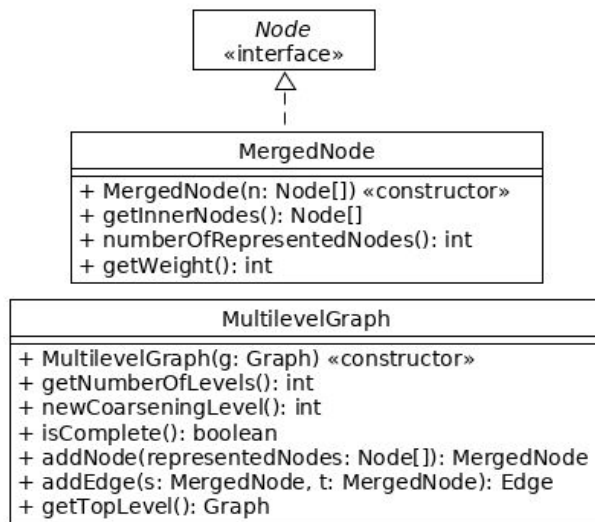 Node
«interface»
MergedNode
+ MergedNode(n: Node[]) «constructor»
+ getInnerNodes(): Node[]
+ numberOfRepresentedNodes(): int
+ getWeight(): int
MultilevelGraph
+ MultilevelGraph(g: Graph) «constructor»
+ getNumberOfLevels(): int
+ newCoarseningLevel(): int
+ isComplete(): boolean
+ addNode(representedNodes: Node[]): MergedNode
+ addEdge(s: MergedNode, t: MergedNode): Edge
+ getTopLevel(): Graph